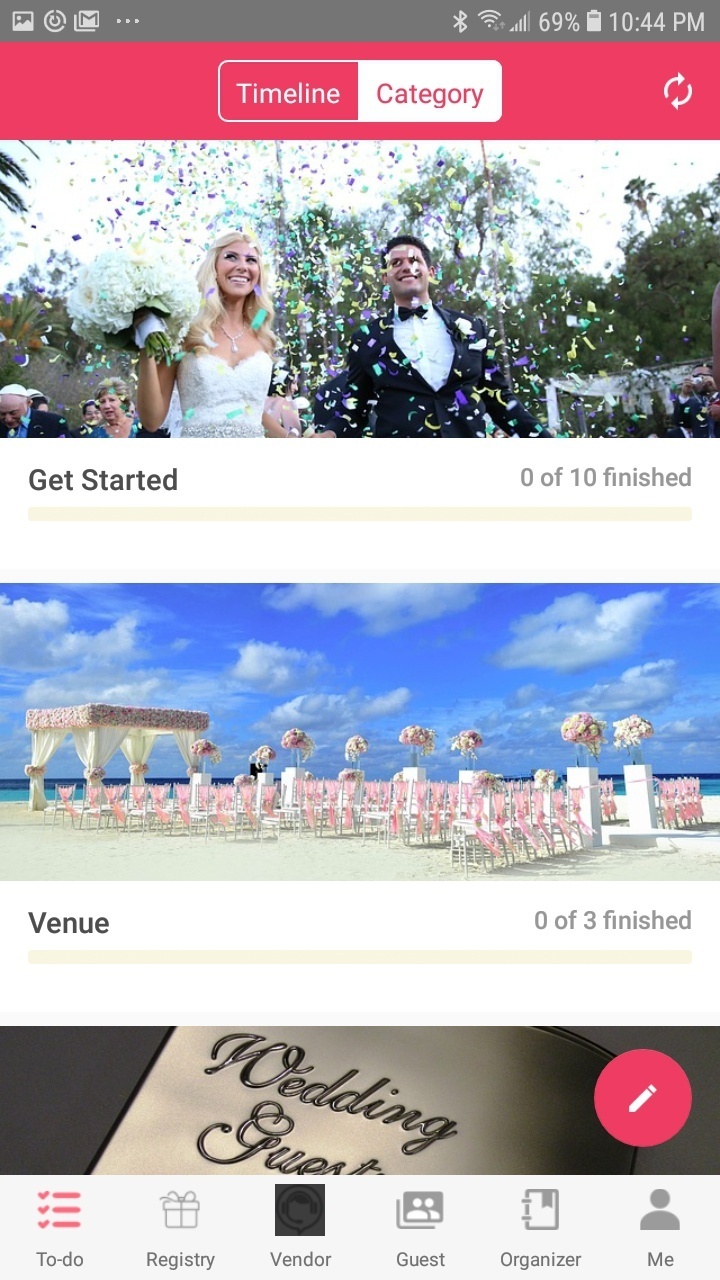 69% 10:44 PM
Timeline Category
Get Started 0 of 10 finished
Venue 0 of 3 finished
Wedding
Guest
To-do Registry Vendor Guest Organizer Me